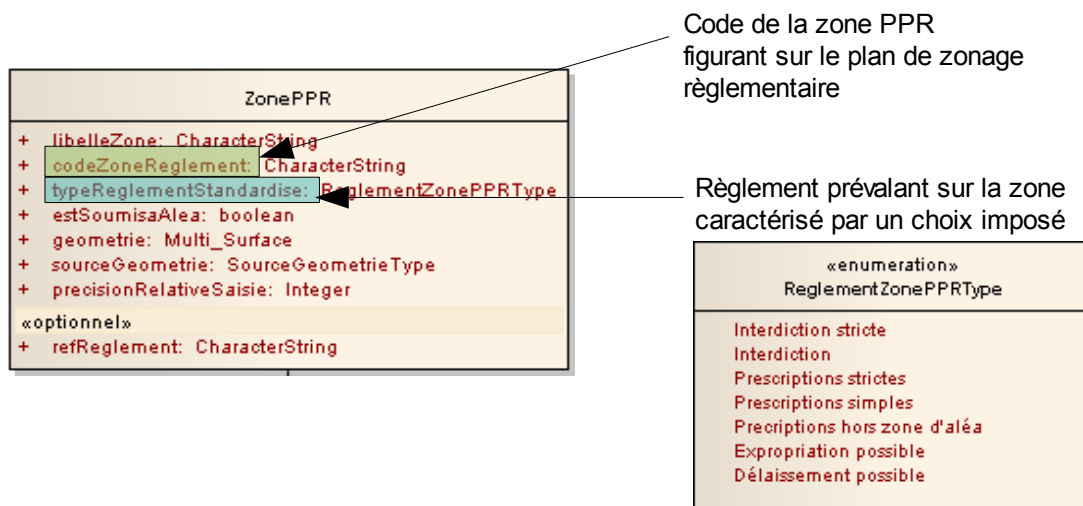 Code de la zone PPR
figurant sur le plan de zonage
règlementaire
ZonePPR
+ libelleZone: CharacterString
+ codeZoneReglement: CharacterString
+ typeReglementStandardise: ReglementZonePPRType
+ estSoumisaAlea: boolean
+ geometrie: Multi_Surface
+ sourceGeometrie: SourceGeometrieType
+ precisionRelativeSaisie: Integer
«optionnel»
+ refReglement: CharacterString
Règlement prévalant sur la zone
caractérisé par un choix imposé
«enumeration»
ReglementZonePPRType
Interdiction stricte
Interdiction
Prescriptions strictes
Prescriptions simples
Precriptions hors zone d'aléa
Expropriation possible
Délaissement possible